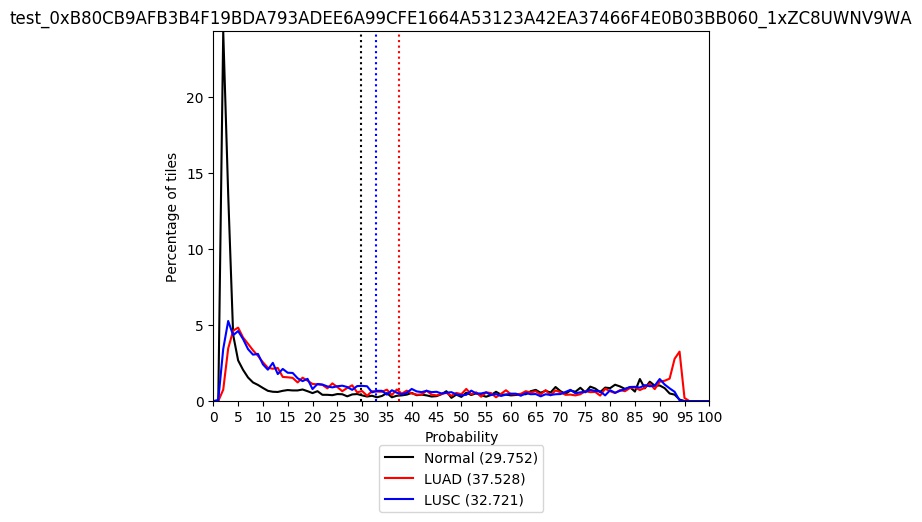 test_0xB80CB9AFB3B4F19BDA793ADEE6A99CFE1664A53123A42EA37466F4E0B03BB060_1xZC8UWNV9WA
Percentage of tiles
20
15
10
5
0
0 5 10 15 20 25 30 35 40 45 50 55 60 65 70 75 80 85 90 95 100
Probability
Normal (29.752)
LUAD (37.528)
LUSC (32.721)